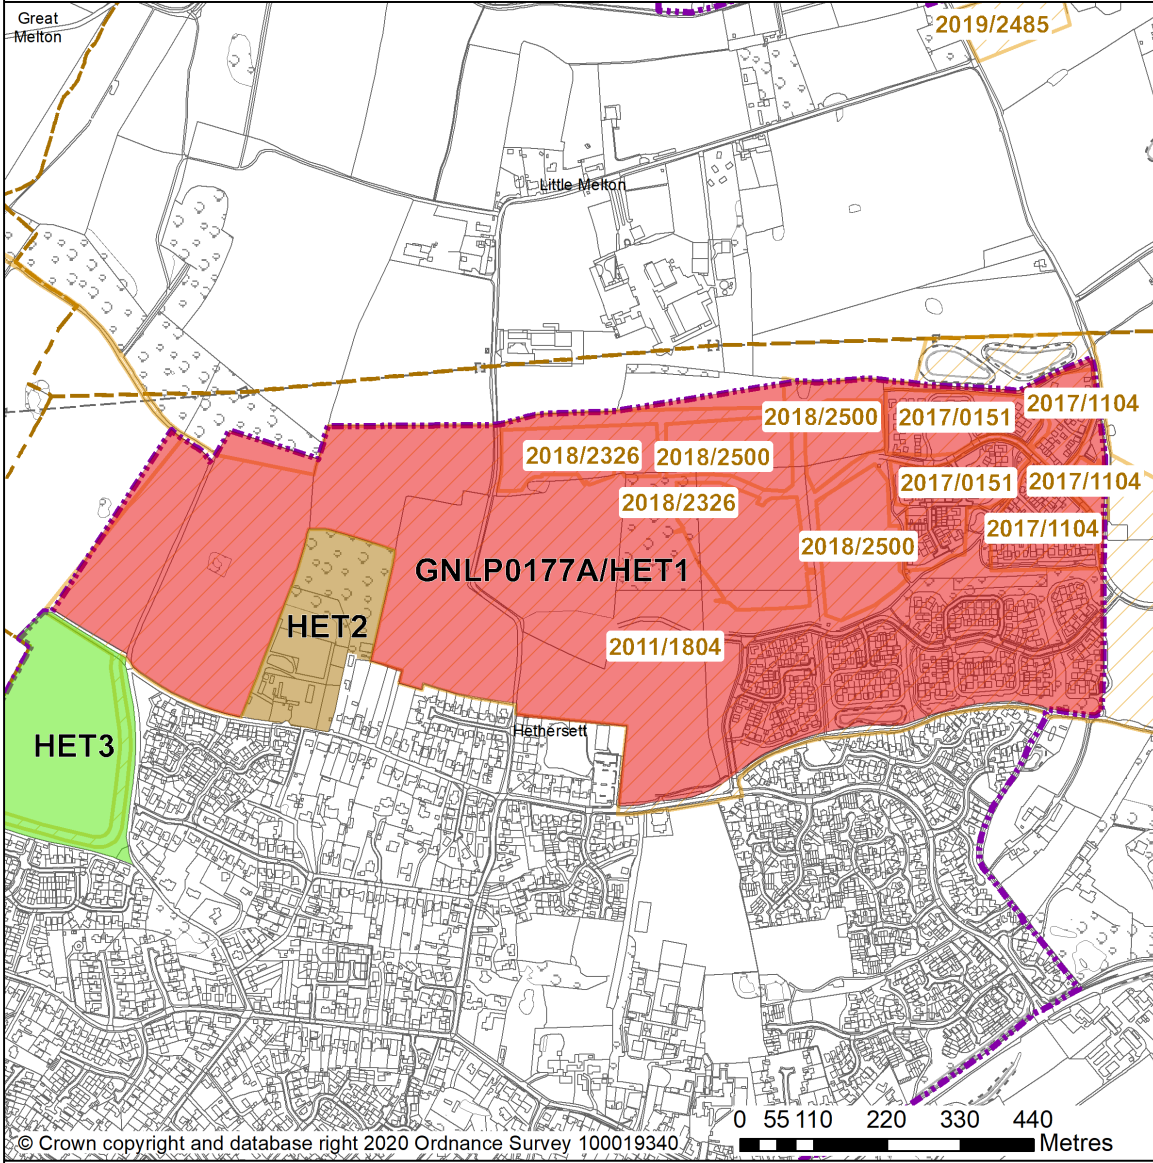 Great
Melton
2019/2485
Little Melton
2018/2500
2017/0151
2017/1104
2018/2326
2018/2500
2017/0151
2017/1104
2018/2326
2017/1104
2018/2500
GNLP0177A/HET1
HET2
2011/1804
Hethersett
HET3
0 55 110 220 330 440
Metres
© Crown copyright and database right 2020 Ordnance Survey 100019340